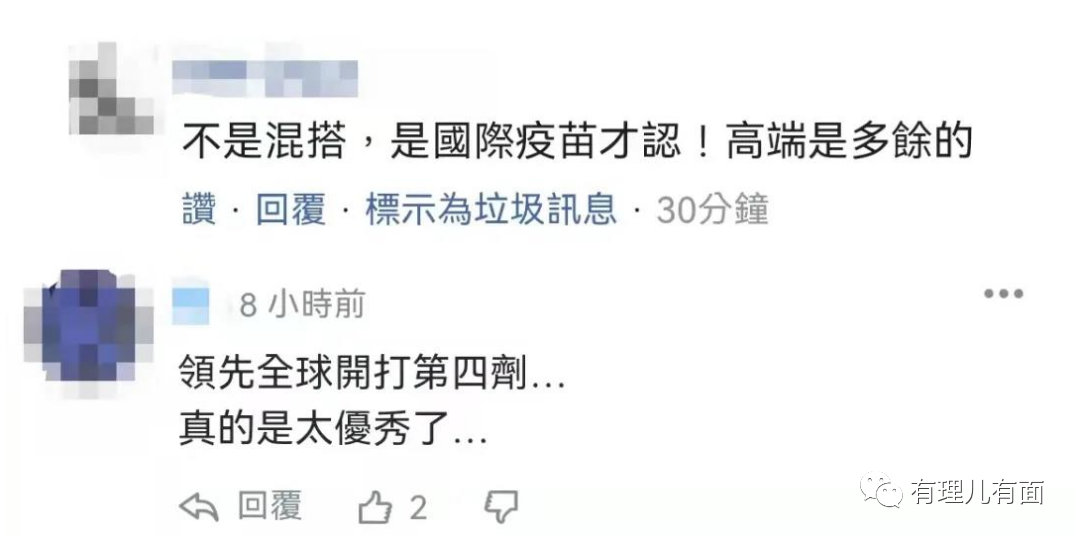 不是混搭，是國際疫苗才認！高端是多餘的
讚 · 回覆 · 標示為垃圾訊息 · 30分鐘
8 小時前
領先全球開打第四劑...
真的是太優秀了...
回覆 2
有理儿有面